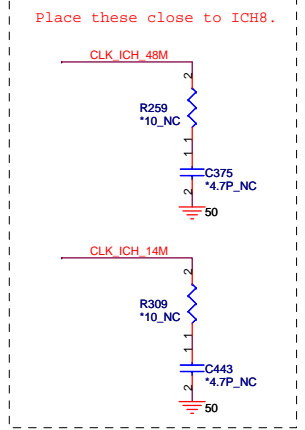 Place these close to ICH8.
CLK_ICH_48M
2
R259
*10_NC
1
1
C375
*4.7P_NC
2
50
CLK_ICH_14M
2
R309
*10_NC
1
1
C443
*4.7P_NC
2
50